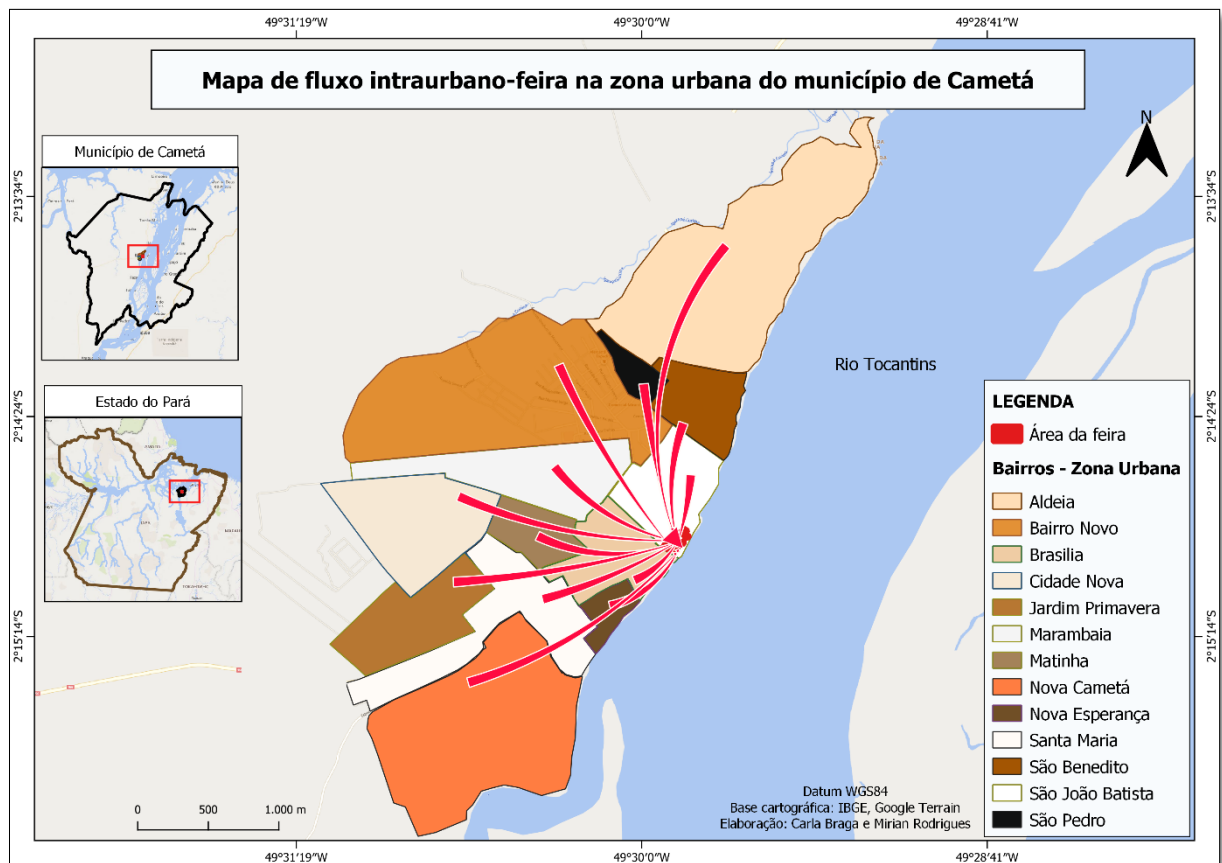 49°31′19″W
49°30′0″W
49°28′41″W
Mapa de fluxo intraurbano-feira na zona urbana do município de Cametá
N
Município de Cametá
2°13′34″S
2°13′34″S
Rio Tocantins
Estado do Pará
2°14′24″S
2°14′24″S
LEGENDA
Área da feira
Bairros - Zona Urbana
Aldeia
Bairro Novo
Brasilia
Cidade Nova
Jardim Primavera
Marambaia
Matinha
Nova Cametá
Nova Esperança
Santa Maria
São Benedito
São João Batista
São Pedro
2°15′14″S
2°15′14″S
0 500 1.000 m
Datum WGS84
Base cartográfica: IBGE, Google Terrain
Elaboração: Carla Braga e Mirian Rodrigues
49°31′19″W
49°30′0″W
49°28′41″W